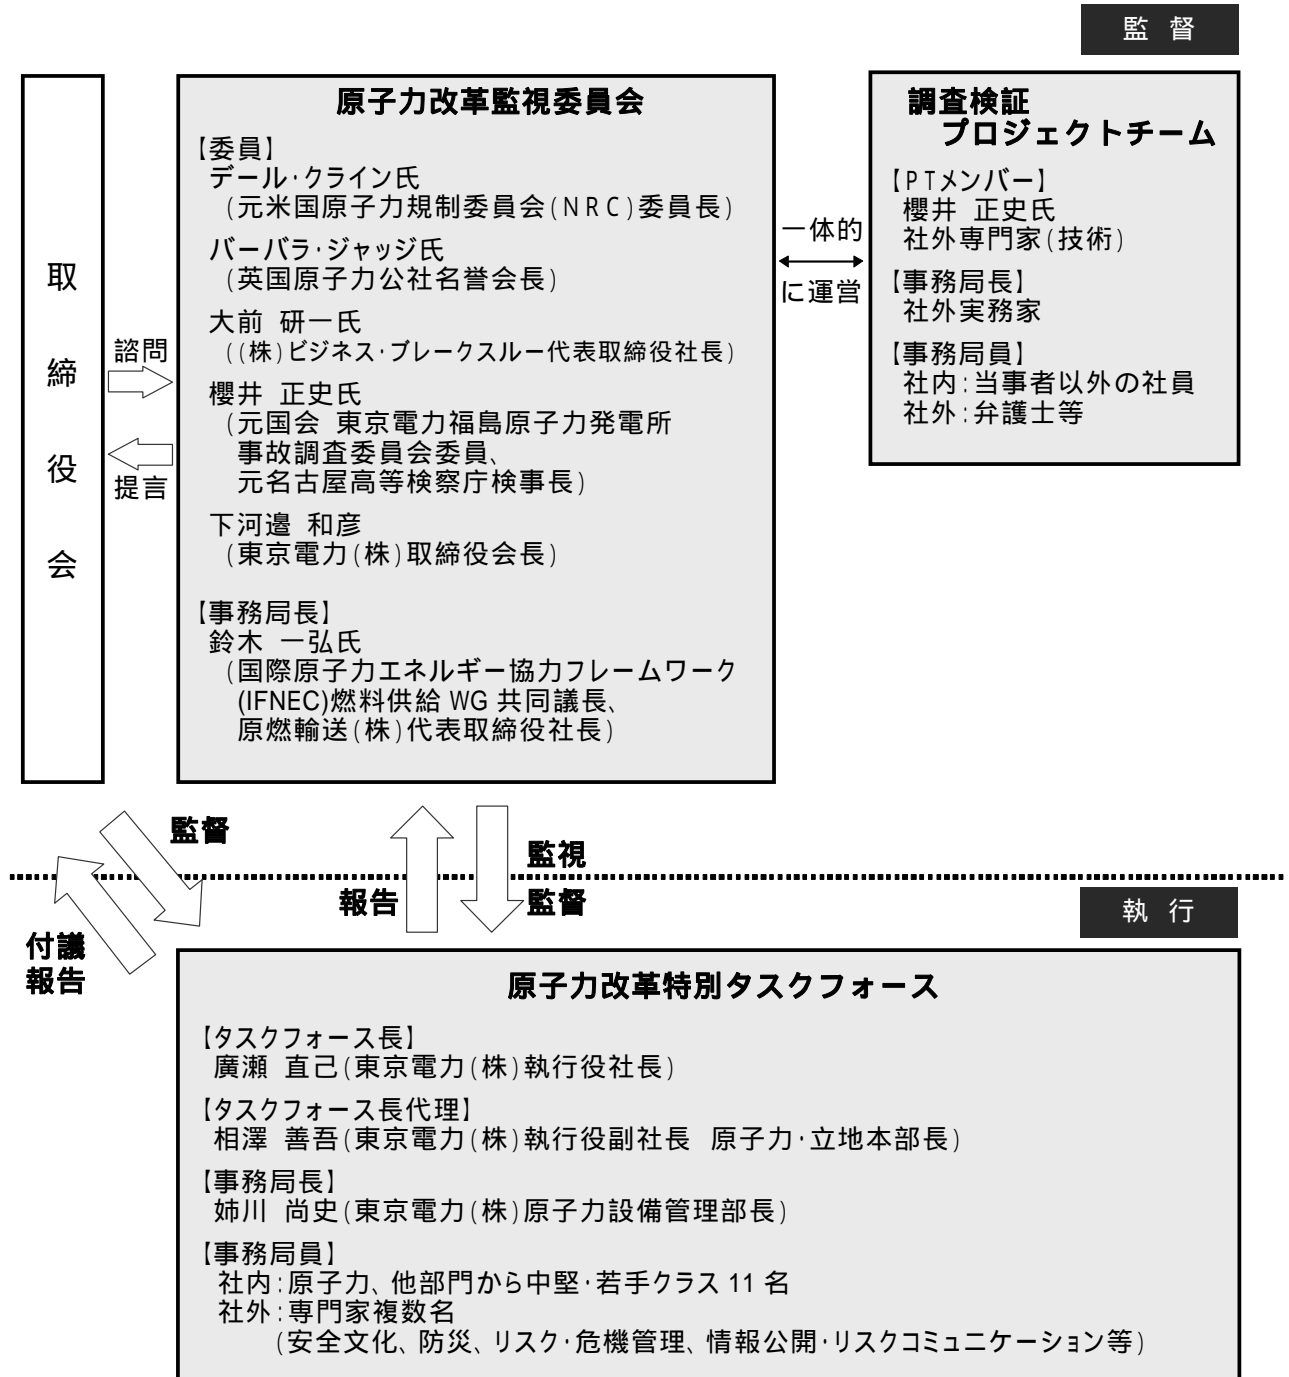 監 督
取締役会
諮問
提言
原子力改革監視委員会
【委員】
デール・クライン氏
(元米国原子力規制委員会(NRC)委員長)
バーバラ・ジャッジ氏
(英国原子力公社名誉会長)
大前 研一氏
((株)ビジネス・ブレークスルー代表取締役社長)
櫻井 正史氏
(元国会 東京電力福島原子力発電所
事故調査委員会委員、
元名古屋高等検察庁検事長)
下河邉 和彦
(東京電力(株)取締役会長)
【事務局長】
鈴木 一弘氏
(国際原子力エネルギー協力フレームワーク
(IFNEC)燃料供給 WG 共同議長、
原燃輸送(株)代表取締役社長)
一体的
に運営
調査検証
プロジェクトチーム
【PTメンバー】
櫻井 正史氏
社外専門家(技術)
【事務局長】
社外実務家
【事務局員】
社内:当事者以外の社員
社外:弁護士等
監督
付議
報告
報告
監視
監督
執 行
原子力改革特別タスクフォース
【タスクフォース長】
廣瀬 直己(東京電力(株)執行役社長)
【タスクフォース長代理】
相澤 善吾(東京電力(株)執行役副社長 原子力・立地本部長)
【事務局長】
姉川 尚史(東京電力(株)原子力設備管理部長)
【事務局員】
社内:原子力、他部門から中堅・若手クラス 11 名
社外:専門家複数名
(安全文化、防災、リスク・危機管理、情報公開・リスクコミュニケーション等)